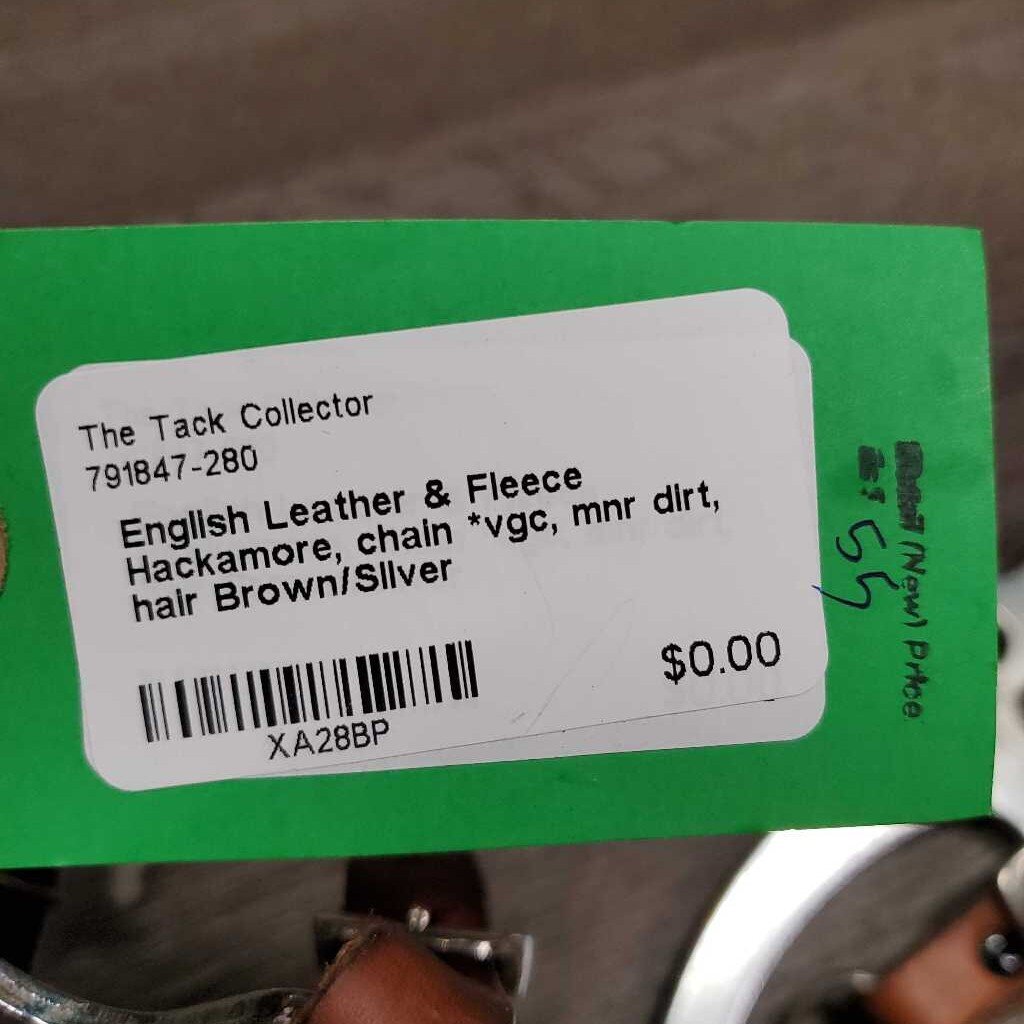 The Tack Collector
791847-280
English Leather & Fleece
Hackamore, chain *vgc, mnr dirt,
hair Brown/Silver
$0.00
XA28BP
/New Price
55